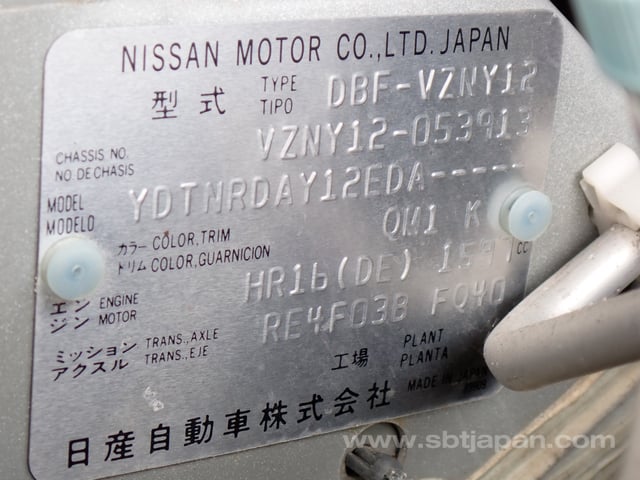 NISSAN MOTOR CO.,LTD. JAPAN
型式 TYPE TIPO DBF-VZNY12
CHASSIS NO. NO DE CHASIS VZNY12-053913
MODEL MODELO YDTNRDAY12EDA-----
カラー COLOR,TRIM トリム COLOR,GUARNICION QM1 K
エンジン ENGINE MOTOR HR16(DE) 1597cc
ミッション TRANS.,AXLE アクスル TRANS.,EJE RE4F03B FQ40
工場 PLANT PLANTA
MADE IN JAPAN
日産自動車株式会社
www.sbtjapan.com